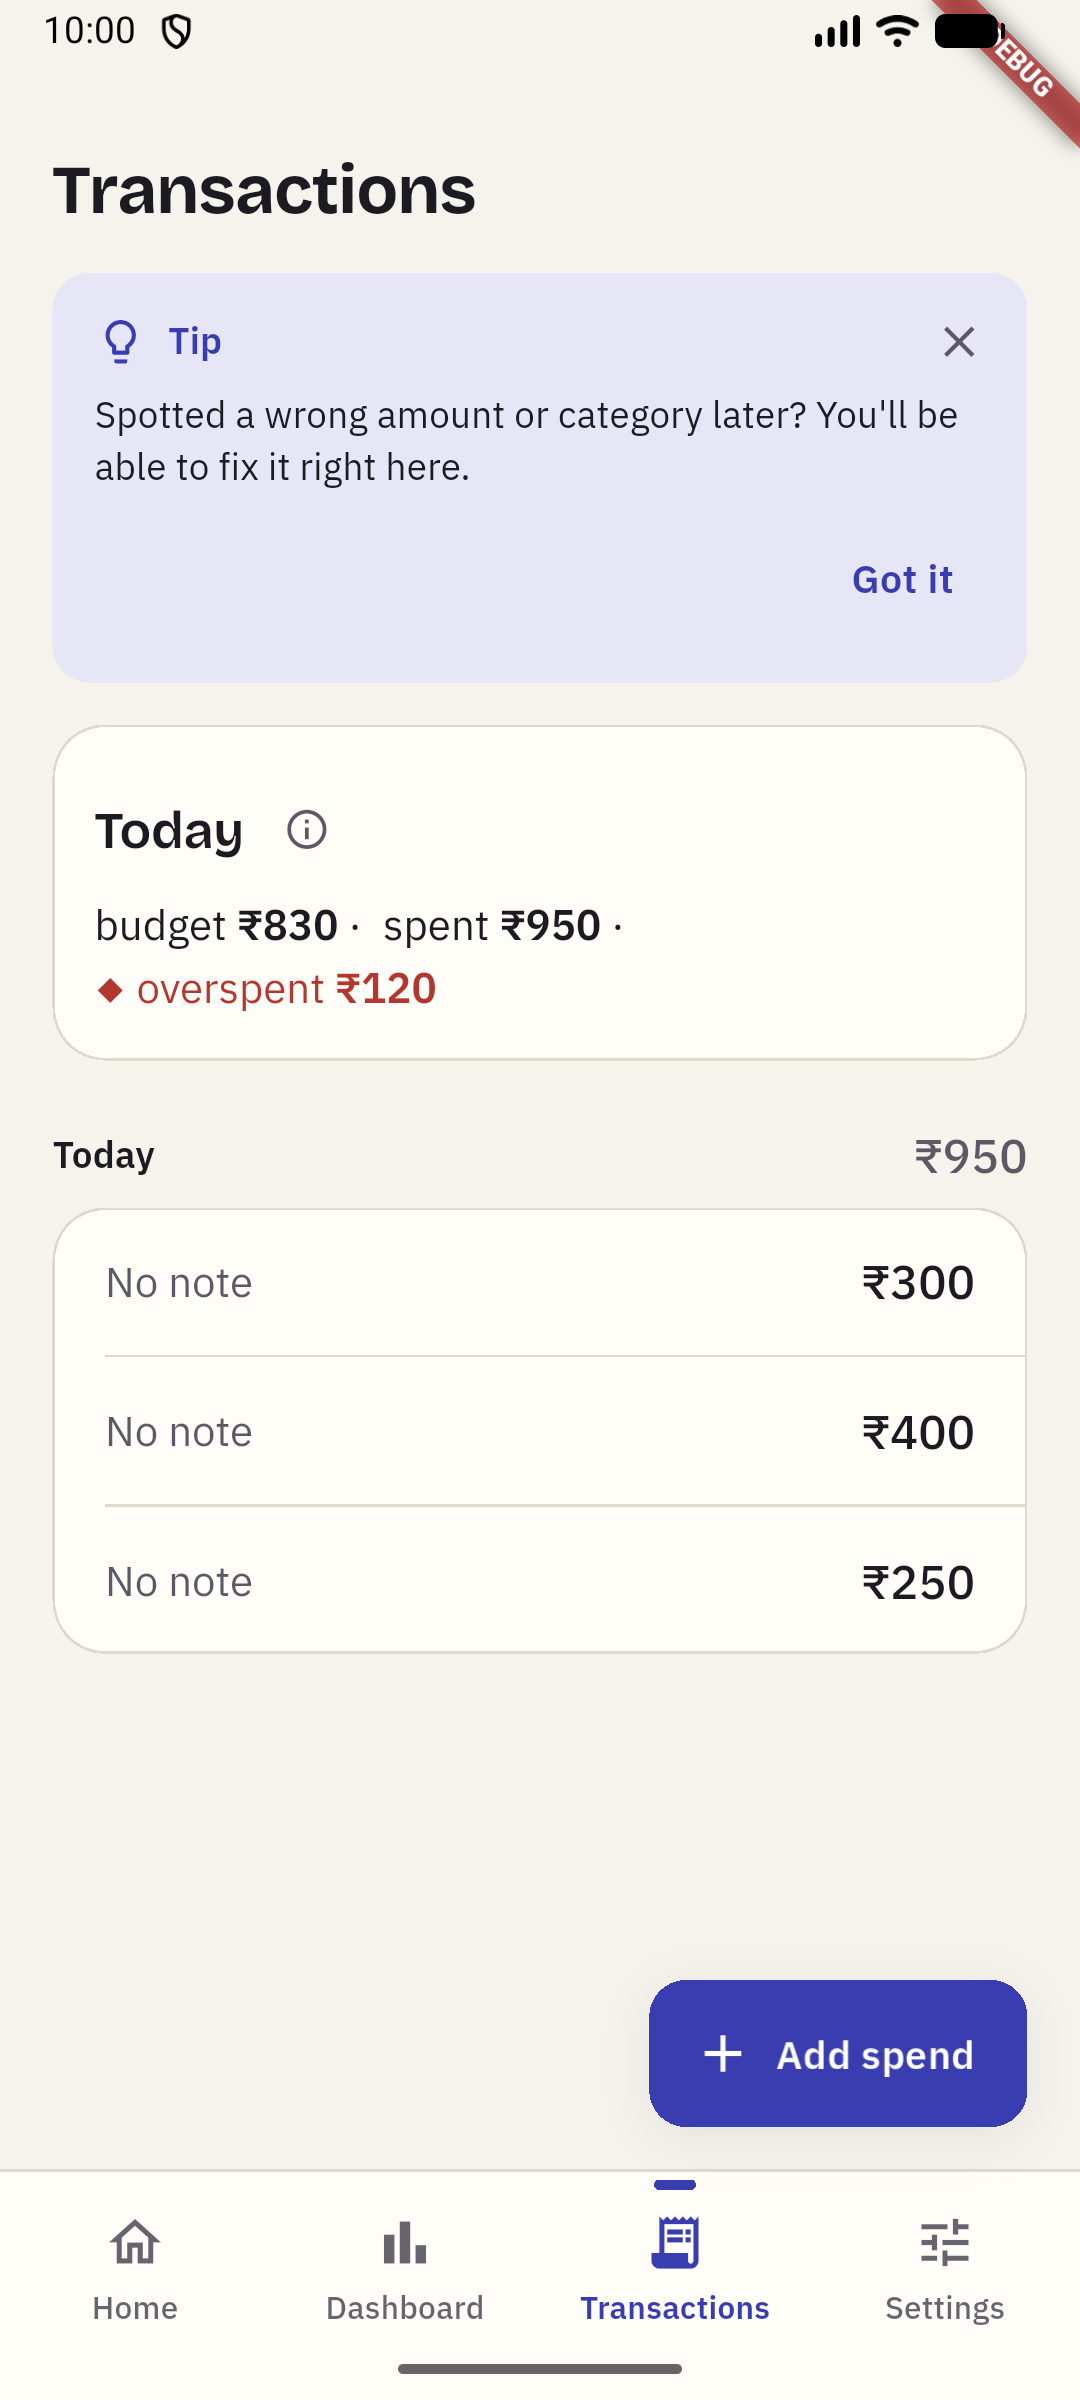 10:00
EBUG
Transactions
Tip
Spotted a wrong amount or category later? You'll be
able to fix it right here.
Got it
Today
budget ₹830 · spent ₹950 ·
◆ overspent ₹120
Today ₹950
No note ₹300
No note ₹400
No note ₹250
+ Add spend
Home Dashboard Transactions Settings